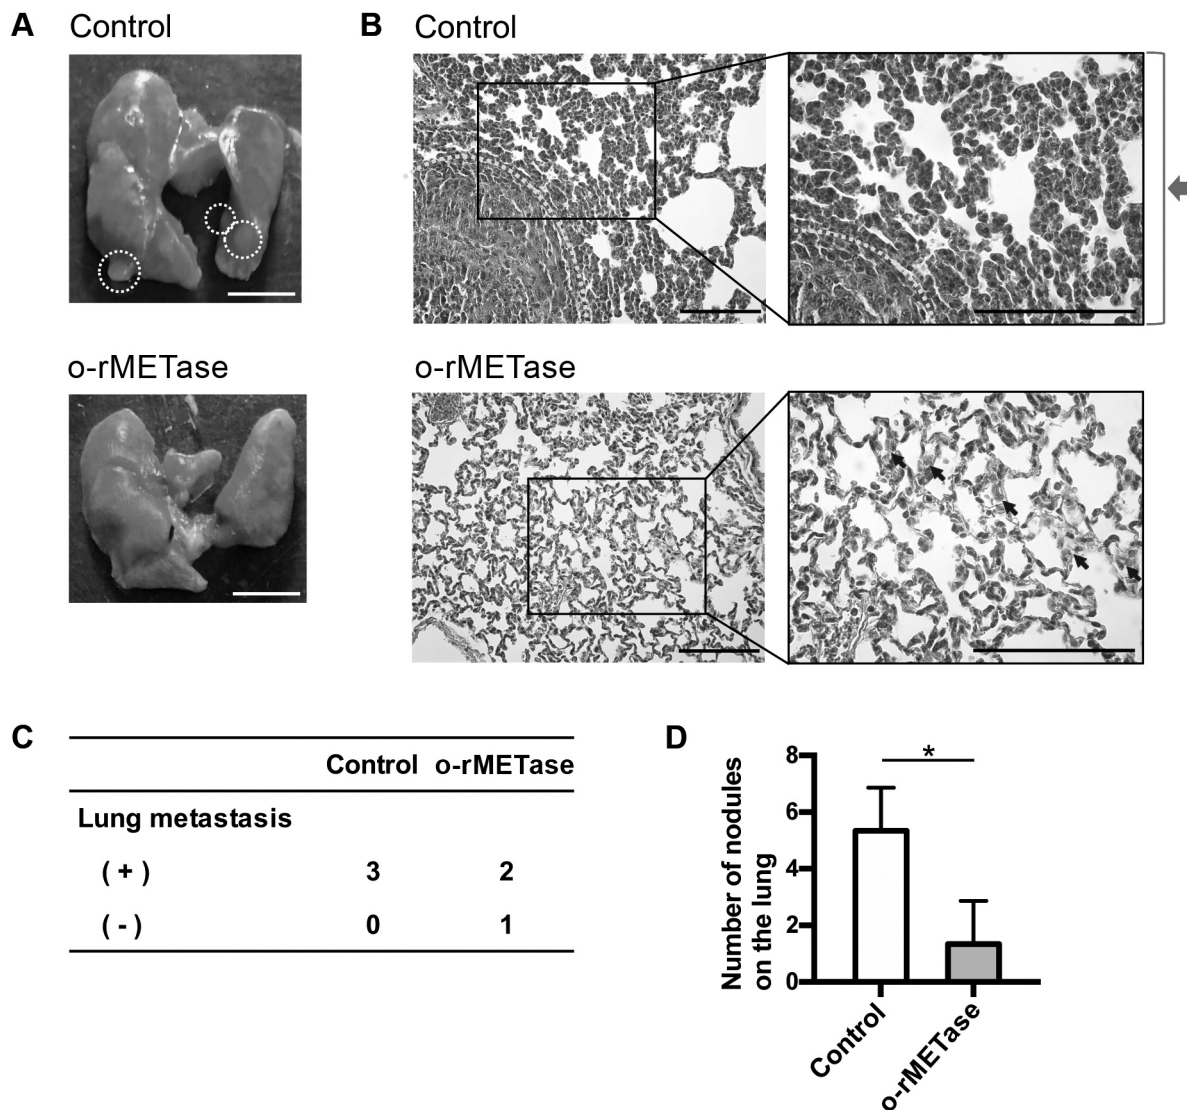 A
Control
B
Control
o-rMETase
o-rMETase
C
Control o-rMETase
Lung metastasis
( + ) 3 2
( - ) 0 1
D
8
6
4
2
0
Number of nodules
on the lung
*
Control
o-rMETase